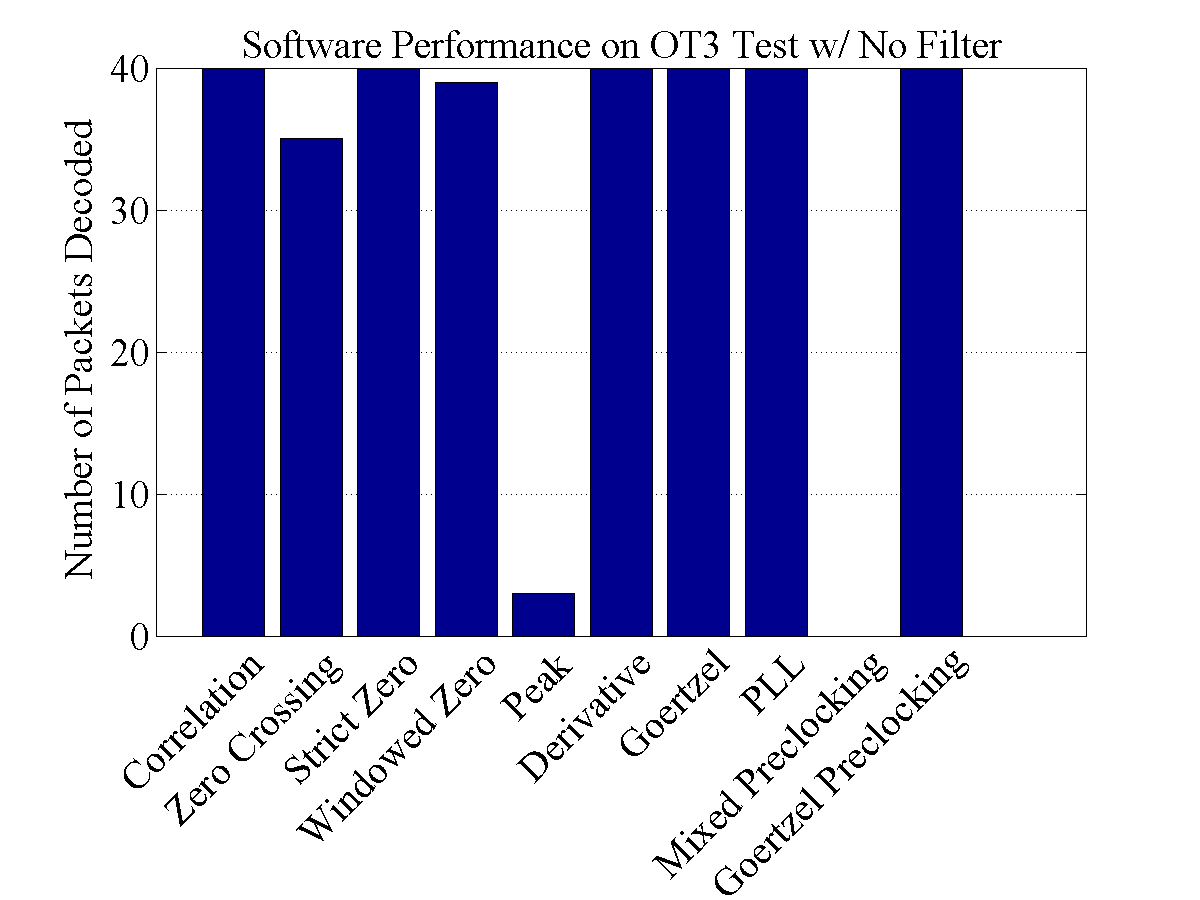 Software Performance on OT3 Test w/ No Filter
Number of Packets Decoded
40
30
20
10
0
Correlation
Zero Crossing
Strict Zero
Windowed Zero
Peak
Derivative
Goertzel
PLL
Mixed Preclocking
Goertzel Preclocking